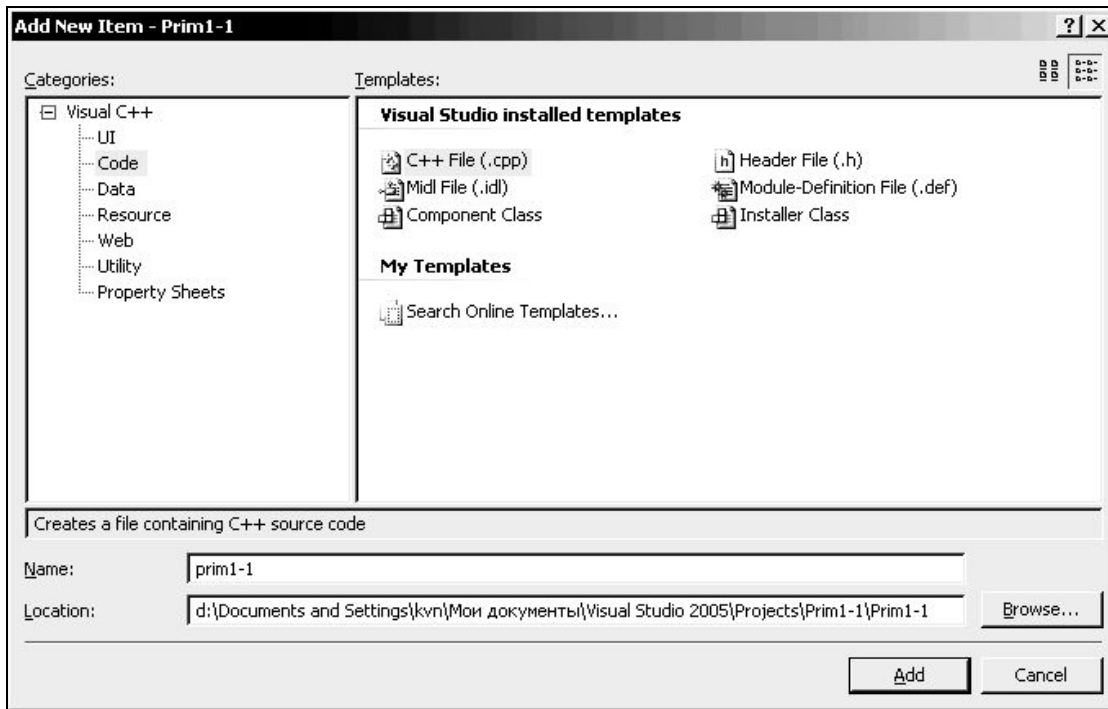 Add New Item - Prim1-1
Categories:
Templates:
Visual C++
UI
Code
Data
Resource
Web
Utility
Property Sheets
Visual Studio installed templates
C++ File (.cpp)
Header File (.h)
Midl File (.idl)
Module-Definition File (.def)
Component Class
Installer Class
My Templates
Search Online Templates...
Creates a file containing C++ source code
Name:
prim1-1
Location:
d:\Documents and Settings\kvn\Мои документы\Visual Studio 2005\Projects\Prim1-1\Prim1-1
Browse...
Add
Cancel